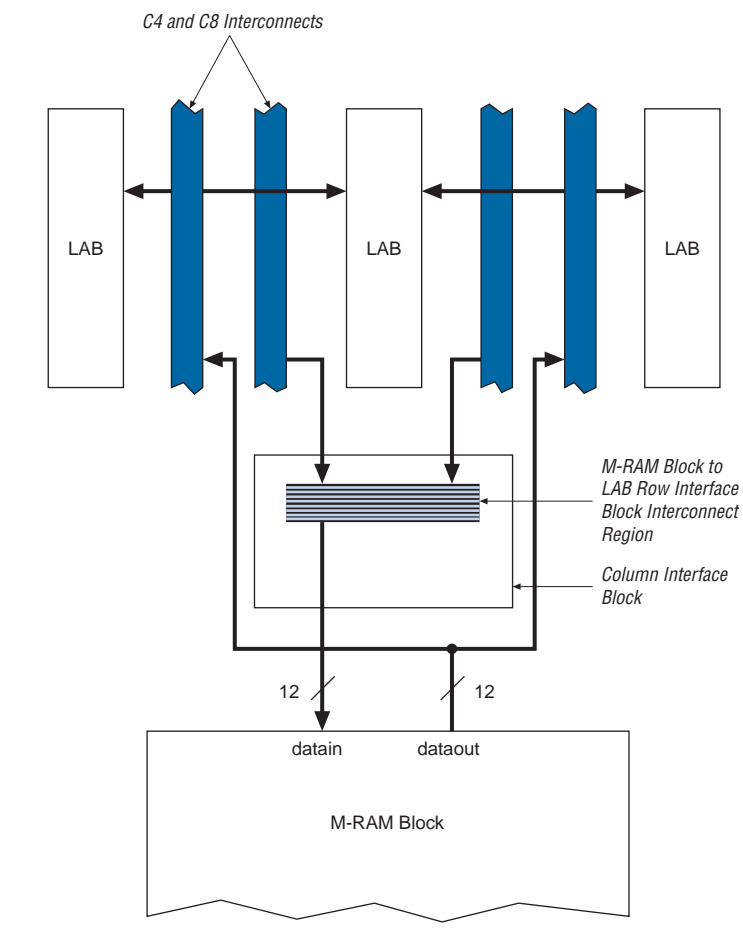 C4 and C8 Interconnects
LAB
LAB
LAB
M-RAM Block to
LAB Row Interface
Block Interconnect
Region
Column Interface
Block
12
12
datain
dataout
M-RAM Block